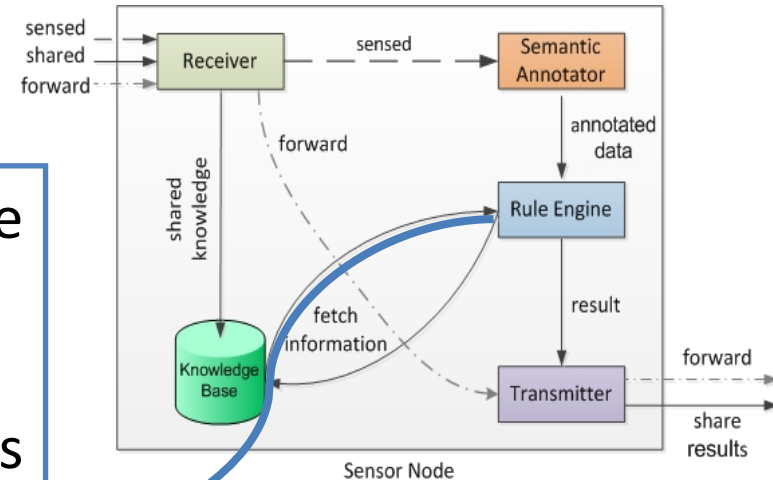 sensed
shared
forward
Receiver
sensed
Semantic
Annotator
forward
annotated
data
shared
knowledge
e
Rule Engine
fetch
information
result
Knowledge
Base
Transmitter
forward
share
results
s
Sensor Node